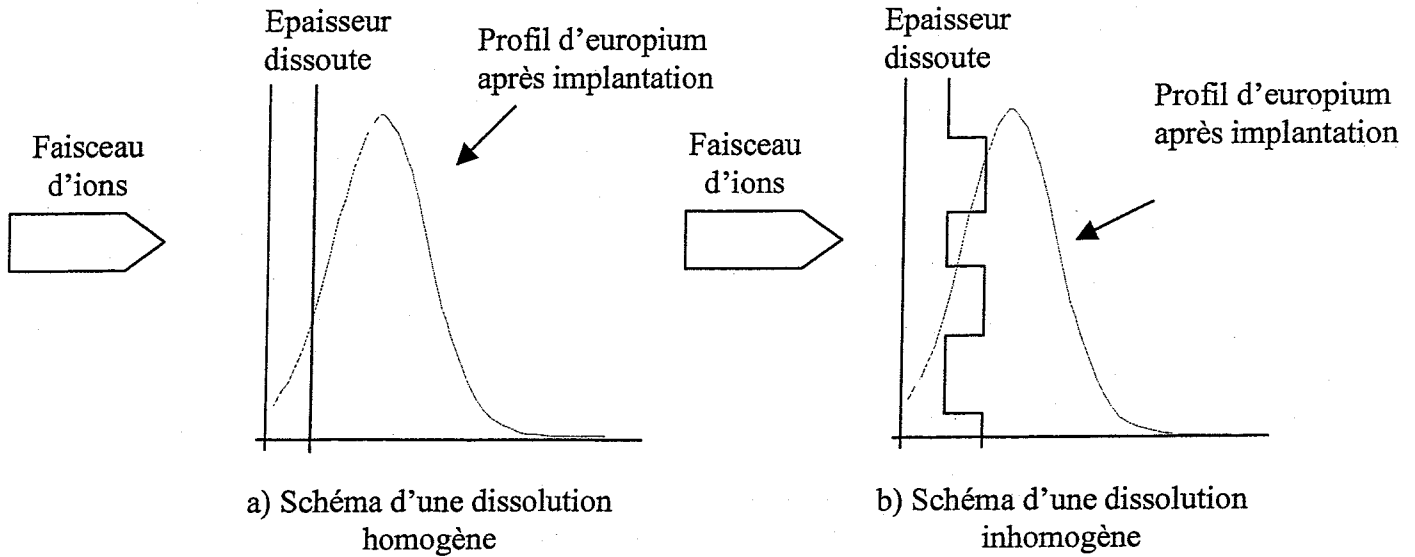 Epaisseur
dissoute
Profil d'europium
après implantation
Faisceau
d'ions
a) Schéma d'une dissolution
homogène
Epaisseur
dissoute
Profil d'europium
après implantation
Faisceau
d'ions
b) Schéma d'une dissolution
inhomogène